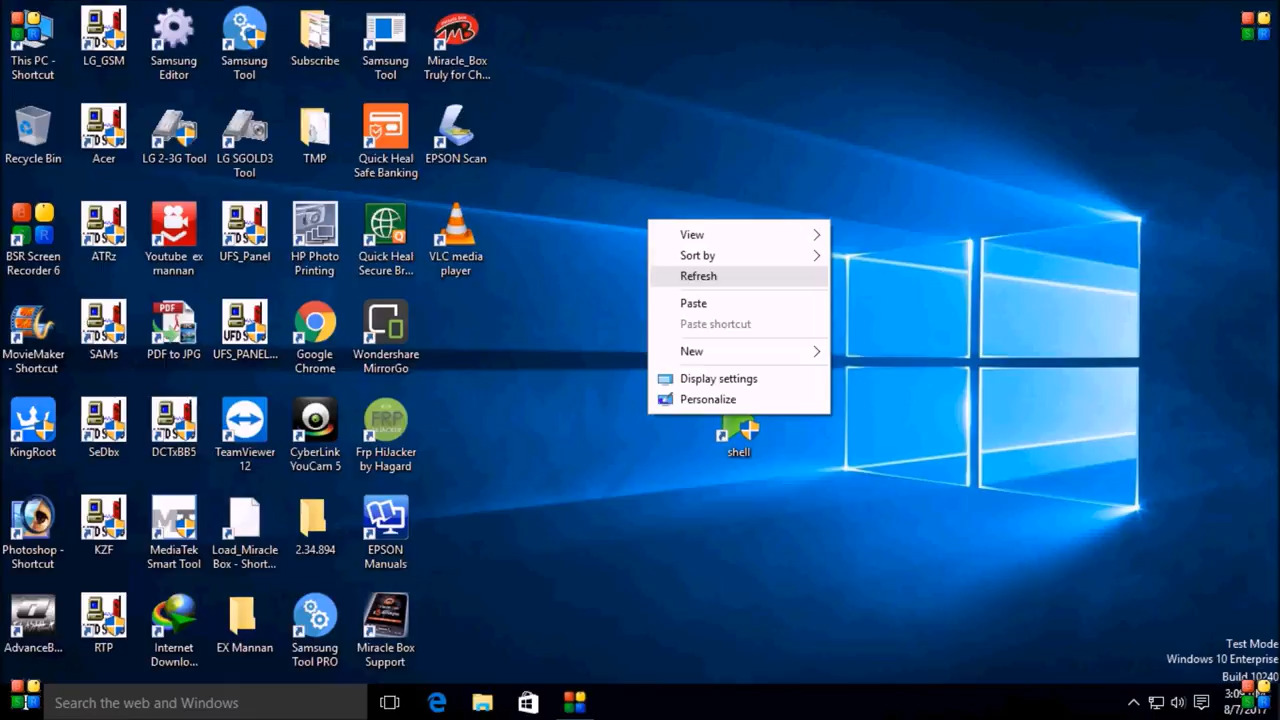 This PC -
Shortcut
LG_GSM
Samsung
Editor
Samsung
Tool
Subscribe
Samsung
Tool
Miracle_Box
Truly for Ch...
Recycle Bin
Acer
LG 2-3G Tool
LG SGOLD3
Tool
TMP
Quick Heal
Safe Banking
EPSON Scan
BSR Screen
Recorder 6
ATRz
Youtube ex
mannan
UFS_Panel
HP Photo
Printing
Quick Heal
Secure Br...
VLC media
player
MovieMaker
- Shortcut
SAMs
PDF
PDF to JPG
UFS_PANEL...
Google
Chrome
Wondershare
MirrorGo
KingRoot
SeDbx
DCTxBB5
TeamViewer
12
CyberLink
YouCam 5
FRP
Frp HiJacker
by Hagard
Photoshop -
Shortcut
KZF
MediaTek
Smart Tool
Load_Miracle
Box - Short...
2.34.894
EPSON
Manuals
AdvanceB...
RTP
Internet
Downlo...
EX Mannan
Samsung
Tool PRO
Miracle Box
Support
View
Sort by
Refresh
Paste
Paste shortcut
New
Display settings
Personalize
shell
Test Mode
Windows 10 Enterprise
Build 10240
Search the web and Windows
8/7/2017